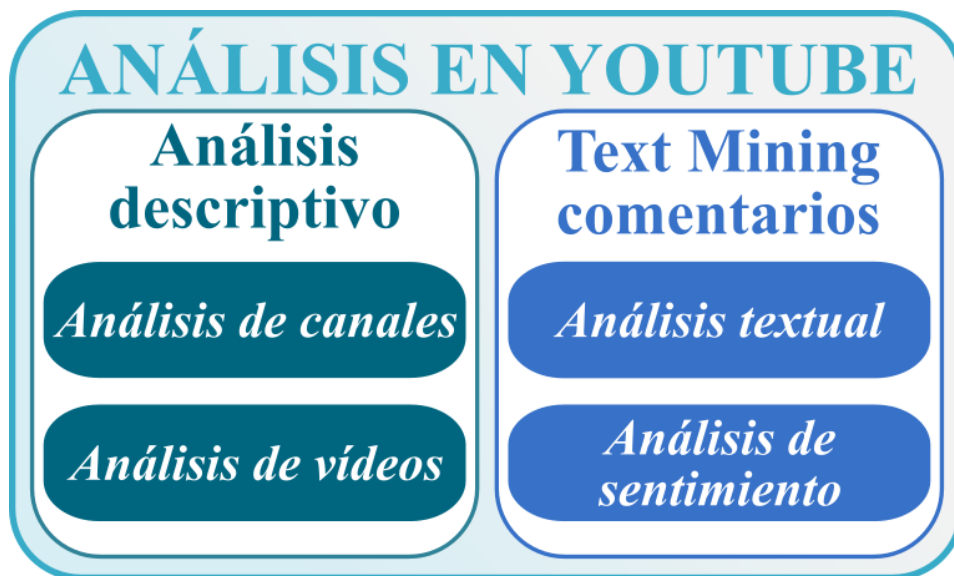 ANÁLISIS EN YOUTUBE
Análisis
descriptivo
Análisis de canales
Análisis de vídeos
Text Mining
comentarios
Análisis textual
Análisis de
sentimiento